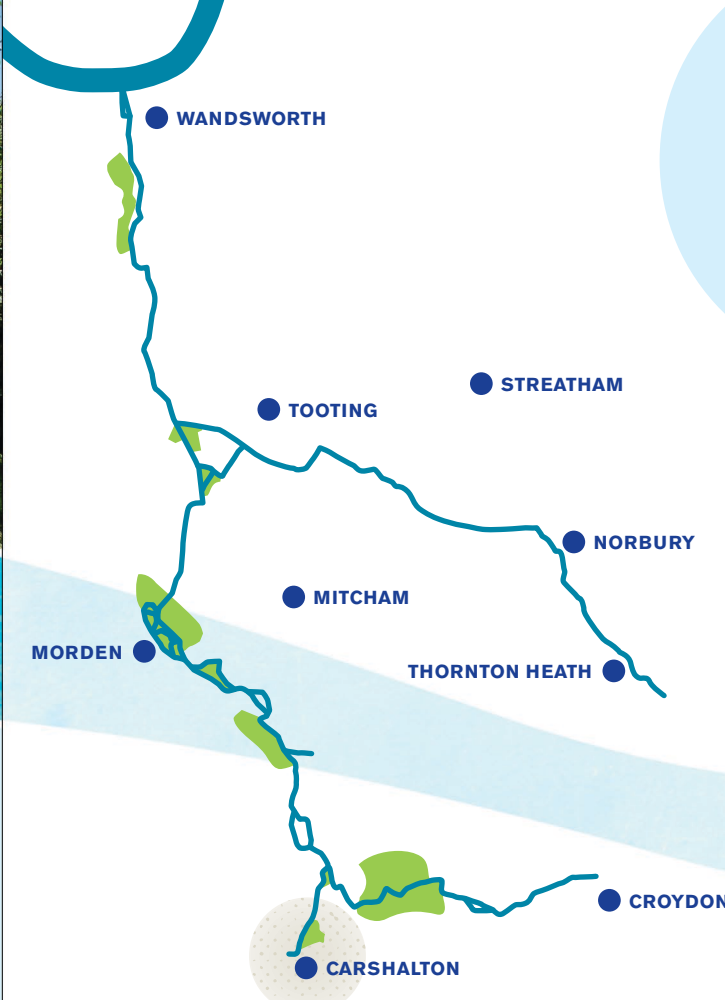 WANDSWORTH
STREATHAM
TOOTING
NORBURY
MITCHAM
MORDEN
THORNTON HEATH
CROYDON
CARSHALTON